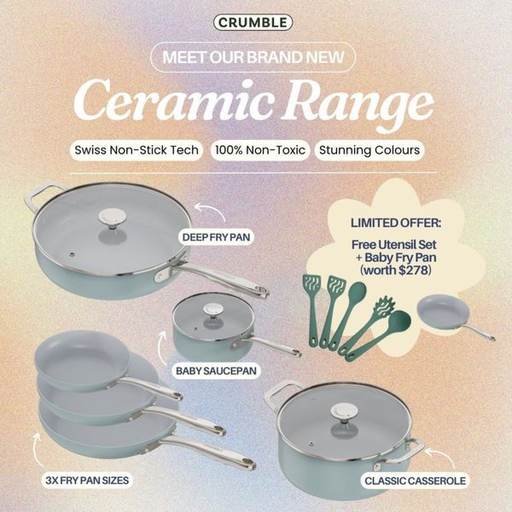 CRUMBLE
MEET OUR BRAND NEW
Ceramic Range
Swiss Non-Stick Tech
100% Non-Toxic
Stunning Colours
DEEP FRY PAN
LIMITED OFFER:
Free Utensil Set
+ Baby Fry Pan
(worth $278)
BABY SAUCEPAN
3X FRY PAN SIZES
CLASSIC CASSEROLE